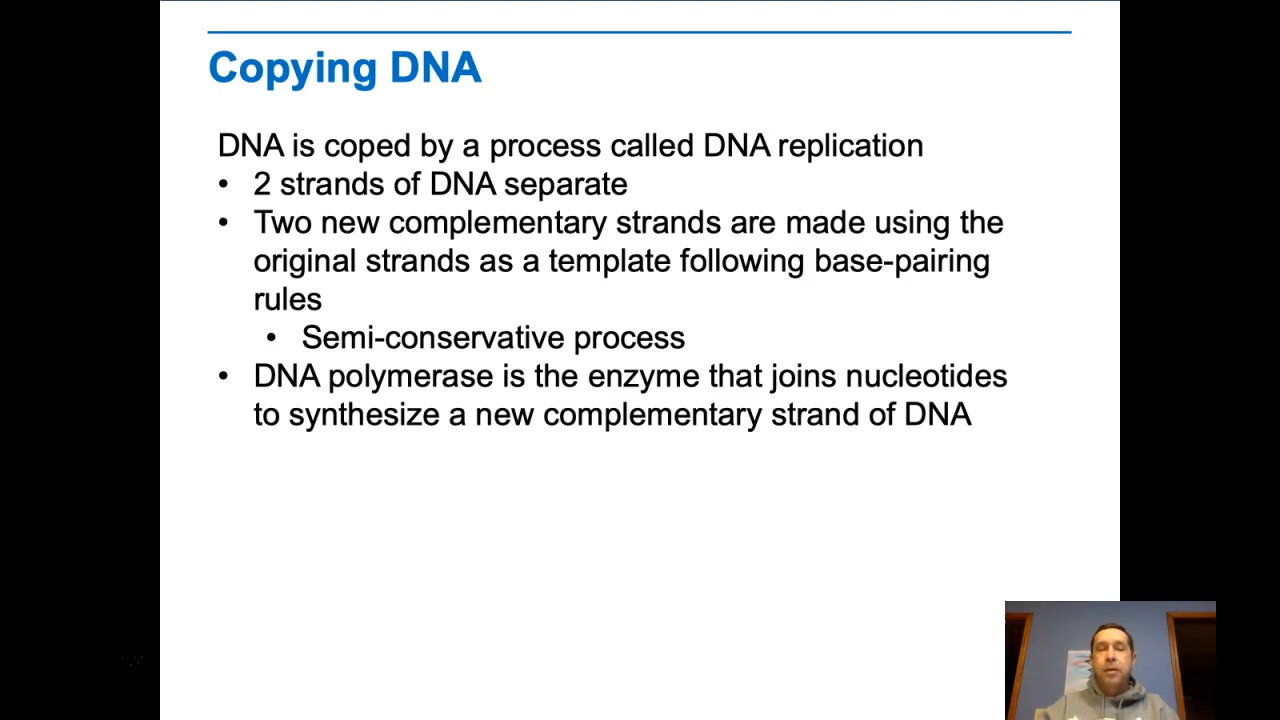 Copying DNA
DNA is coped by a process called DNA replication
• 2 strands of DNA separate
• Two new complementary strands are made using the
original strands as a template following base-pairing
rules
• Semi-conservative process
• DNA polymerase is the enzyme that joins nucleotides
to synthesize a new complementary strand of DNA